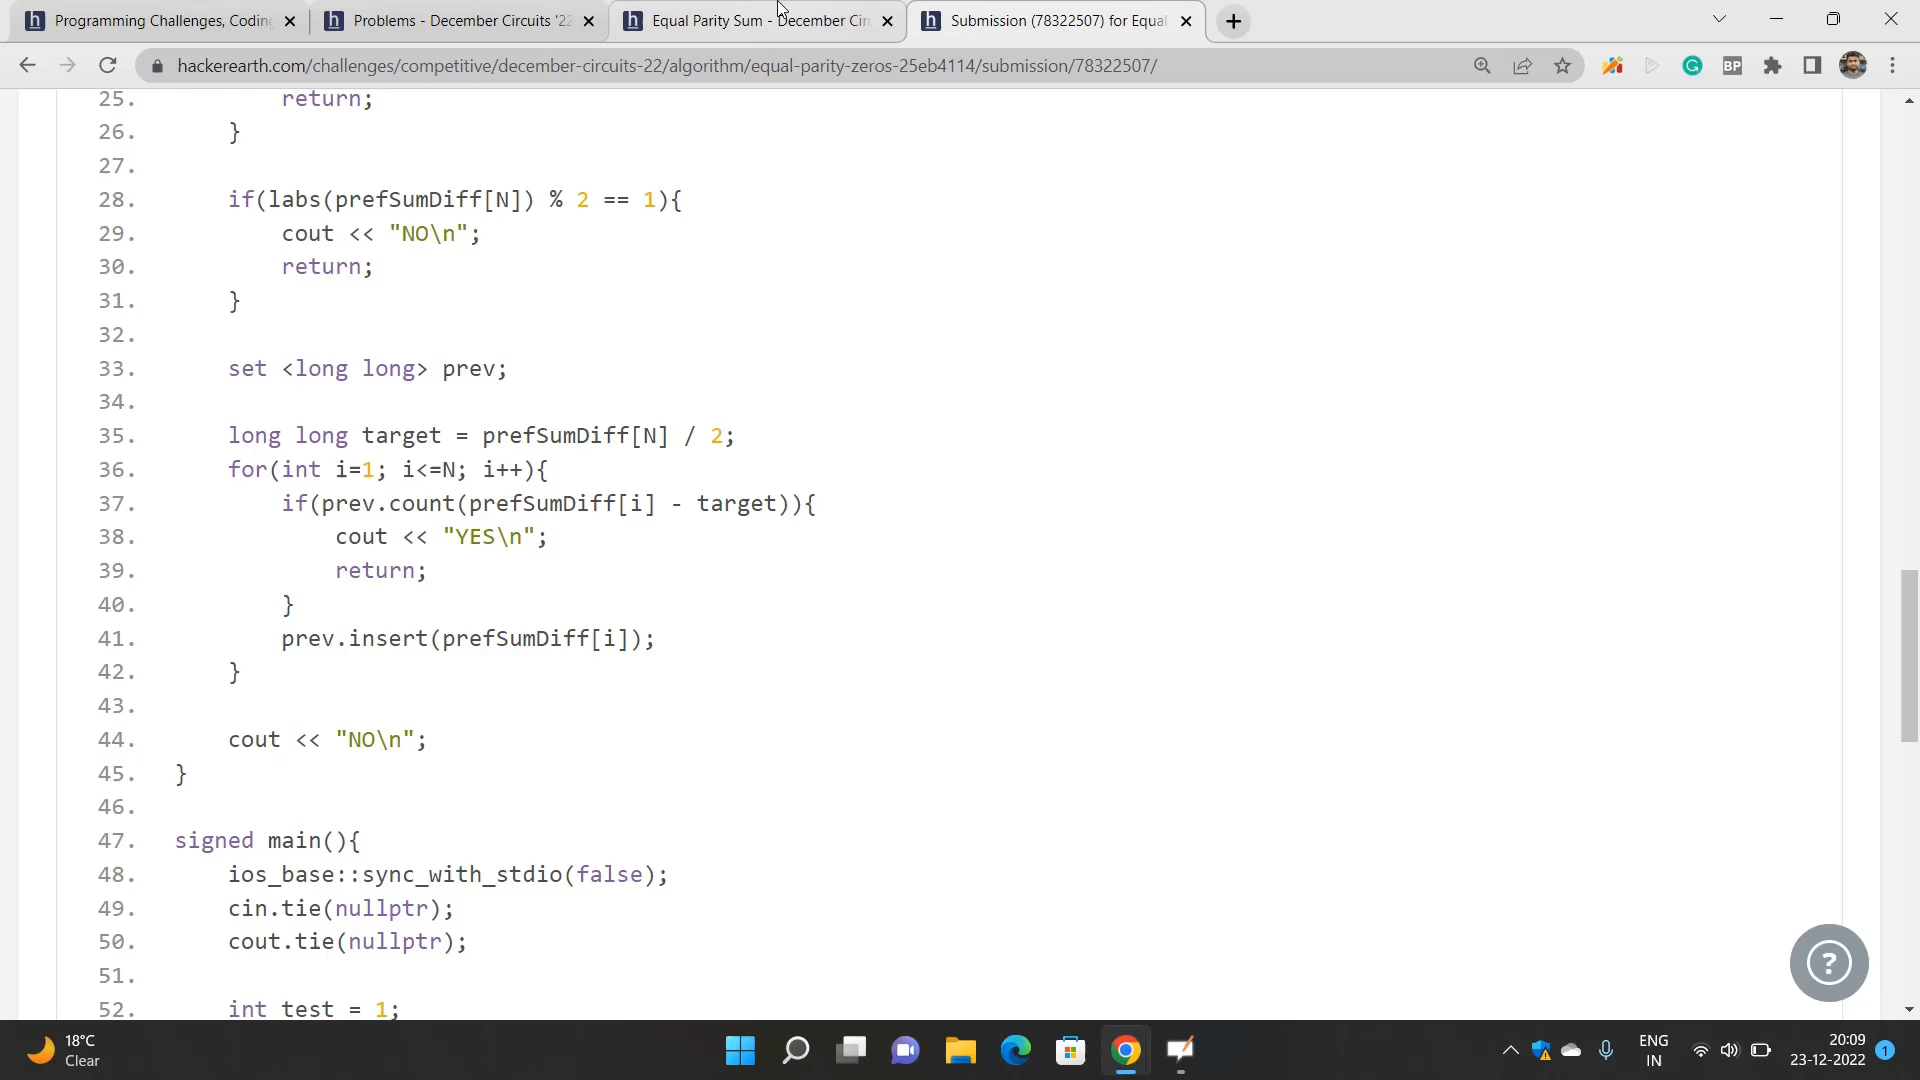 Programming Challenges, Coding
Problems - December Circuits '22
Equal Parity Sum - December Circ
Submission (78322507) for Equal
hackerearth.com/challenges/competitive/december-circuits-22/algorithm/equal-parity-zeros-25eb4114/submission/78322507/
BP
25. return;
26. }
27.
28. if(labs(prefSumDiff[N]) % 2 == 1){
29. cout << "NO\n";
30. return;
31. }
32.
33. set <long long> prev;
34.
35. long long target = prefSumDiff[N] / 2;
36. for(int i=1; i<=N; i++){
37. if(prev.count(prefSumDiff[i] - target)){
38. cout << "YES\n";
39. return;
40. }
41. prev.insert(prefSumDiff[i]);
42. }
43.
44. cout << "NO\n";
45. }
46.
47. signed main(){
48. ios_base::sync_with_stdio(false);
49. cin.tie(nullptr);
50. cout.tie(nullptr);
51.
52. int test = 1;
?
18°C
Clear
ENG
IN
20:09
23-12-2022
1